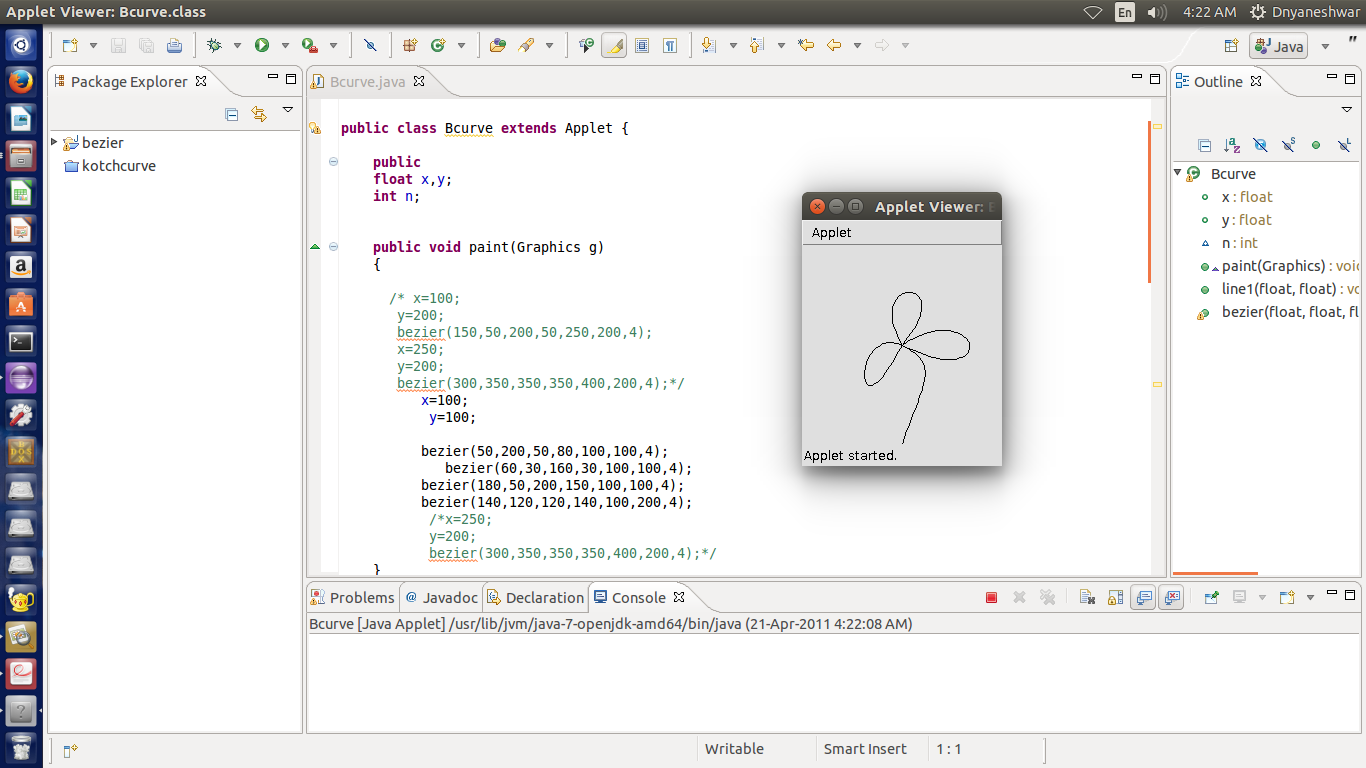 Applet Viewer: Bcurve.class
En
4:22 AM
Dnyaneshwar
Java
Package Explorer
bezier
kotchcurve
Bcurve.java
public class Bcurve extends Applet {
public
float x,y;
int n;
public void paint(Graphics g)
{
/* x=100;
y=200;
bezier(150,50,200,50,250,200,4);
x=250;
y=200;
bezier(300,350,350,350,400,200,4);*/
x=100;
y=100;
bezier(50,200,50,80,100,100,4);
bezier(60,30,160,30,100,100,4);
bezier(180,50,200,150,100,100,4);
bezier(140,120,120,140,100,200,4);
/*x=250;
y=200;
bezier(300,350,350,350,400,200,4);*/
}
Applet Viewer:
Applet
Applet started.
Outline
Bcurve
x : float
y : float
n : int
paint(Graphics) : voi
line1(float, float) : vo
bezier(float, float, fl
Problems
@ Javadoc
Declaration
Console
Bcurve [Java Applet] /usr/lib/jvm/java-7-openjdk-amd64/bin/java (21-Apr-2011 4:22:08 AM)
Writable
Smart Insert
1 : 1